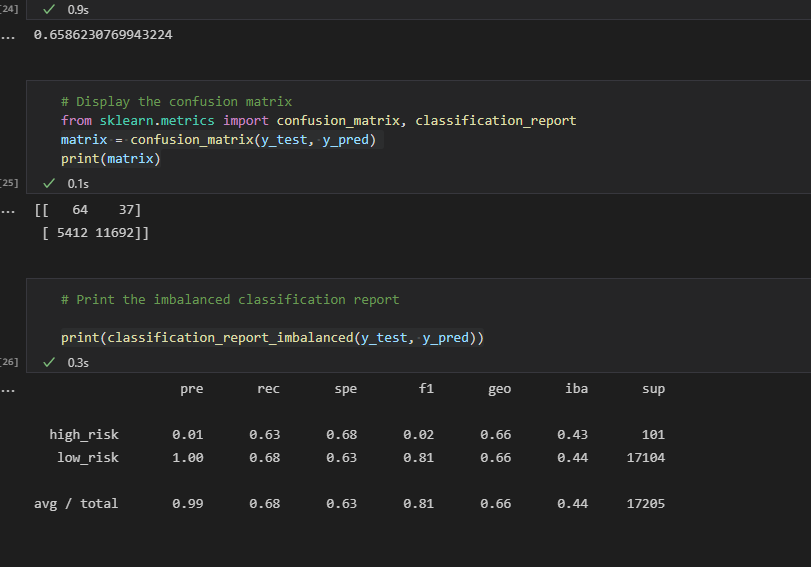 [24] ✓ 0.9s
... 0.6586230769943224
# Display the confusion matrix
from sklearn.metrics import confusion_matrix, classification_report
matrix = confusion_matrix(y_test, y_pred)
print(matrix)
[25] ✓ 0.1s
... [[   64    37]
 [ 5412 11692]]
# Print the imbalanced classification report
print(classification_report_imbalanced(y_test, y_pred))
[26] ✓ 0.3s
... pre rec spe f1 geo iba sup
high_risk 0.01 0.63 0.68 0.02 0.66 0.43 101
low_risk 1.00 0.68 0.63 0.81 0.66 0.44 17104
avg / total 0.99 0.68 0.63 0.81 0.66 0.44 17205